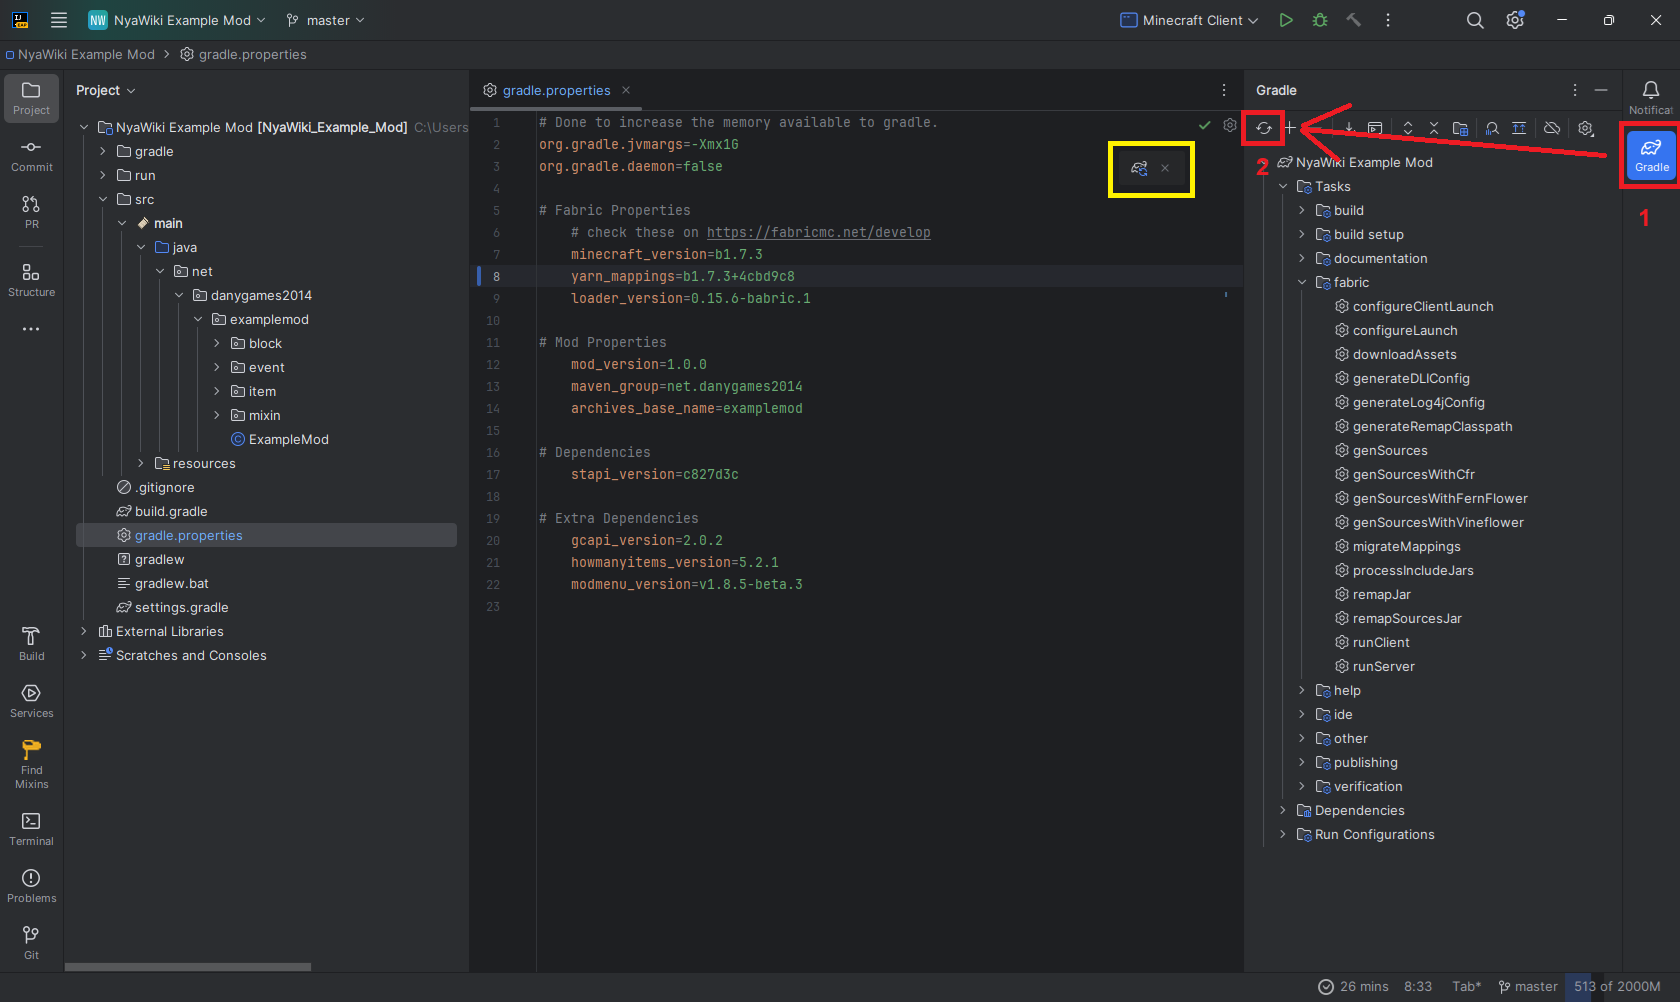 NW NyaWiki Example Mod master Minecraft Client
NyaWiki Example Mod gradle.properties
Project
Commit
PR
Structure
Build
Services
Find
Mixins
Terminal
Problems
Git
Project
NyaWiki Example Mod [NyaWiki_Example_Mod] C:\Users
gradle
run
src
main
java
net
danygames2014
examplemod
block
event
item
mixin
ExampleMod
resources
.gitignore
build.gradle
gradle.properties
gradlew
gradlew.bat
settings.gradle
External Libraries
Scratches and Consoles
gradle.properties
1 # Done to increase the memory available to gradle.
2 org.gradle.jvmargs=-Xmx1G
3 org.gradle.daemon=false
4
5 # Fabric Properties
6 # check these on https://fabricmc.net/develop
7 minecraft_version=b1.7.3
8 yarn_mappings=b1.7.3+4cbd9c8
9 loader_version=0.15.6-babric.1
10
11 # Mod Properties
12 mod_version=1.0.0
13 maven_group=net.danygames2014
14 archives_base_name=examplemod
15
16 # Dependencies
17 stapi_version=c827d3c
18
19 # Extra Dependencies
20 gcapi_version=2.0.2
21 howmanyitems_version=5.2.1
22 modmenu_version=v1.8.5-beta.3
23
Gradle
2
NyaWiki Example Mod
Tasks
build
build setup
documentation
fabric
configureClientLaunch
configureLaunch
downloadAssets
generateDLIConfig
generateLog4jConfig
generateRemapClasspath
genSources
genSourcesWithCfr
genSourcesWithFernFlower
genSourcesWithVineflower
migrateMappings
processIncludeJars
remapJar
remapSourcesJar
runClient
runServer
help
ide
other
publishing
verification
Dependencies
Run Configurations
Notificat
Gradle
1
26 mins 8:33 Tab* master 513 of 2000M